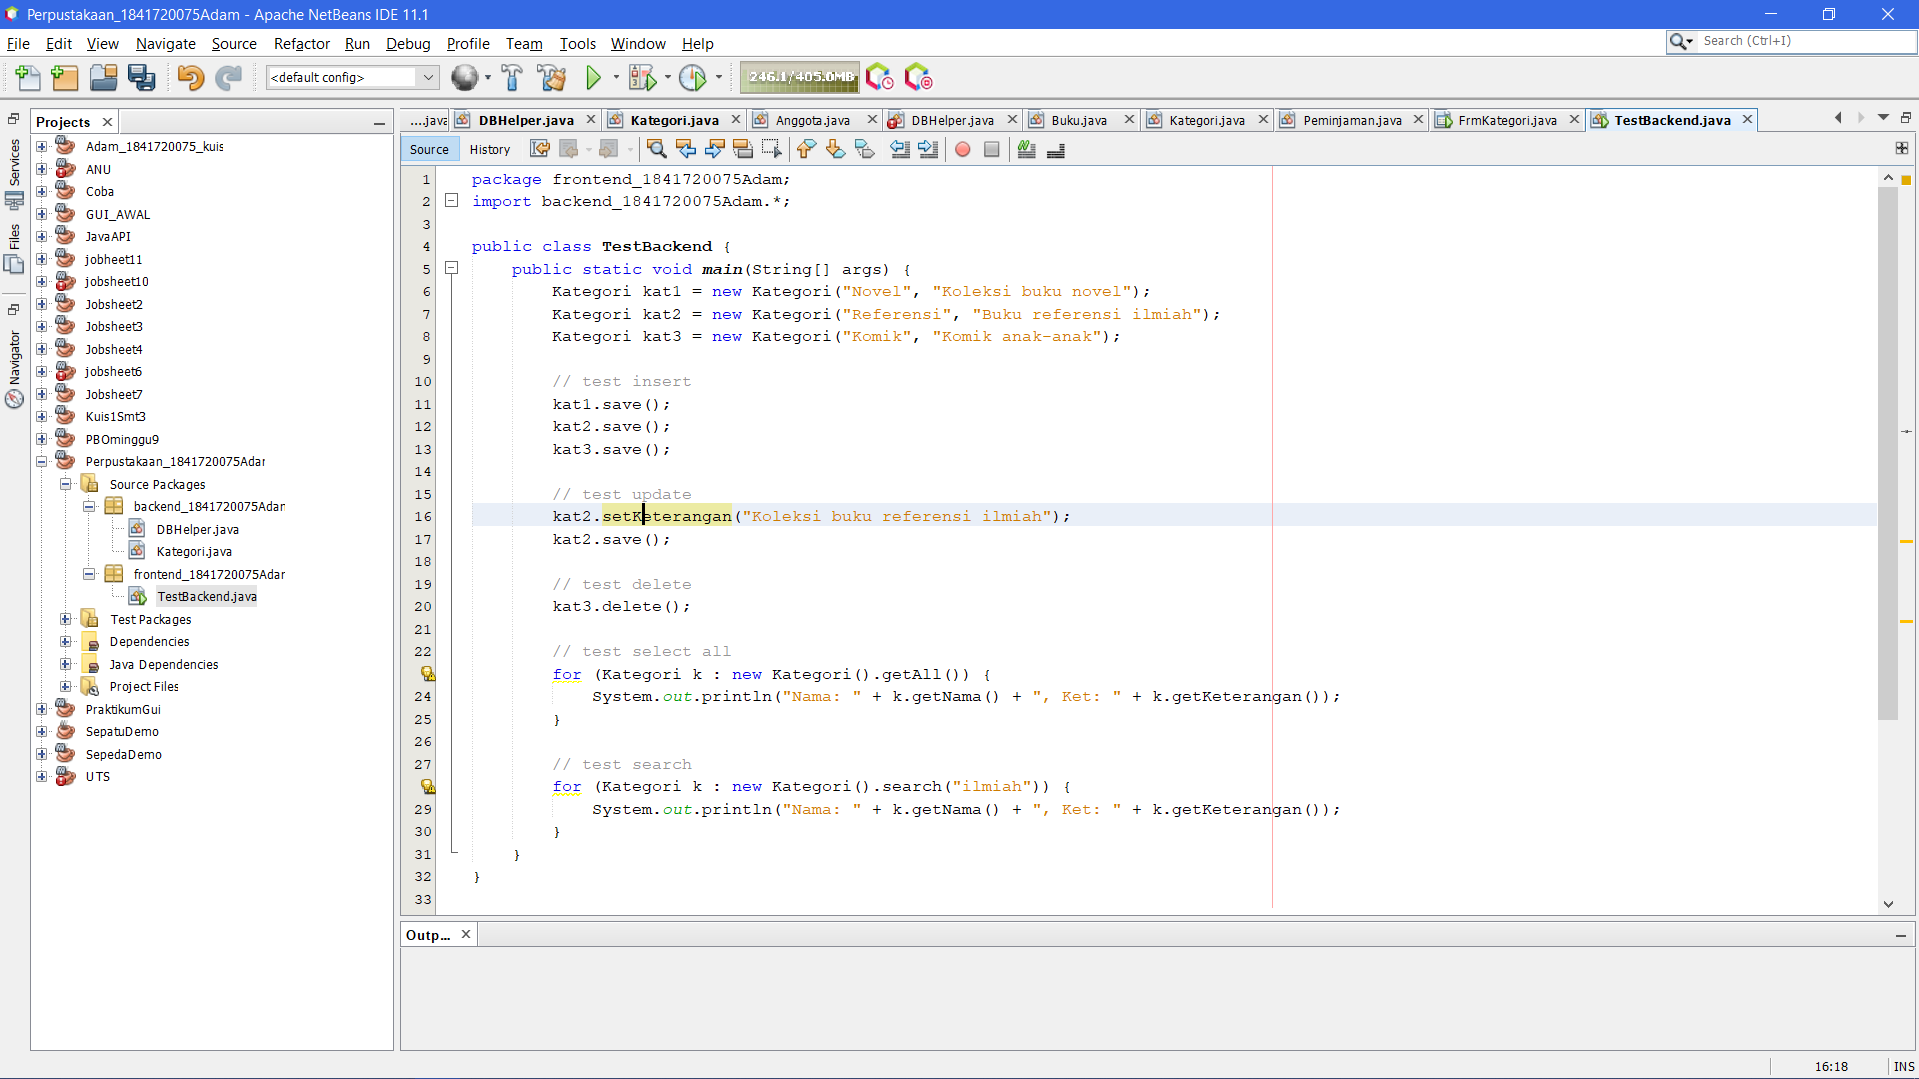 Perpustakaan_1841720075Adam - Apache NetBeans IDE 11.1
File Edit View Navigate Source Refactor Run Debug Profile Team Tools Window Help
Search (Ctrl+I)
<default config>
246.1/405.0MB
Projects
Services
Files
Navigator
Adam_1841720075_kuis
ANU
Coba
GUI_AWAL
JavaAPI
jobheet11
jobsheet10
Jobsheet2
Jobsheet3
Jobsheet4
jobsheet6
Jobsheet7
Kuis1Smt3
PBOminggu9
Perpustakaan_1841720075Adar
Source Packages
backend_1841720075Adan
DBHelper.java
Kategori.java
frontend_1841720075Adar
TestBackend.java
Test Packages
Dependencies
Java Dependencies
Project Files
PraktikumGui
SepatuDemo
SepedaDemo
UTS
....java DBHelper.java Kategori.java Anggota.java DBHelper.java Buku.java Kategori.java Peminjaman.java FrmKategori.java TestBackend.java
Source History
1 package frontend_1841720075Adam;
2 import backend_1841720075Adam.*;
3
4 public class TestBackend {
5 public static void main(String[] args) {
6 Kategori kat1 = new Kategori("Novel", "Koleksi buku novel");
7 Kategori kat2 = new Kategori("Referensi", "Buku referensi ilmiah");
8 Kategori kat3 = new Kategori("Komik", "Komik anak-anak");
9
10 // test insert
11 kat1.save();
12 kat2.save();
13 kat3.save();
14
15 // test update
16 kat2.setKeterangan("Koleksi buku referensi ilmiah");
17 kat2.save();
18
19 // test delete
20 kat3.delete();
21
22 // test select all
for (Kategori k : new Kategori().getAll()) {
24 System.out.println("Nama: " + k.getNama() + ", Ket: " + k.getKeterangan());
25 }
26
27 // test search
for (Kategori k : new Kategori().search("ilmiah")) {
29 System.out.println("Nama: " + k.getNama() + ", Ket: " + k.getKeterangan());
30 }
31 }
32 }
33
Outp...
16:18 INS